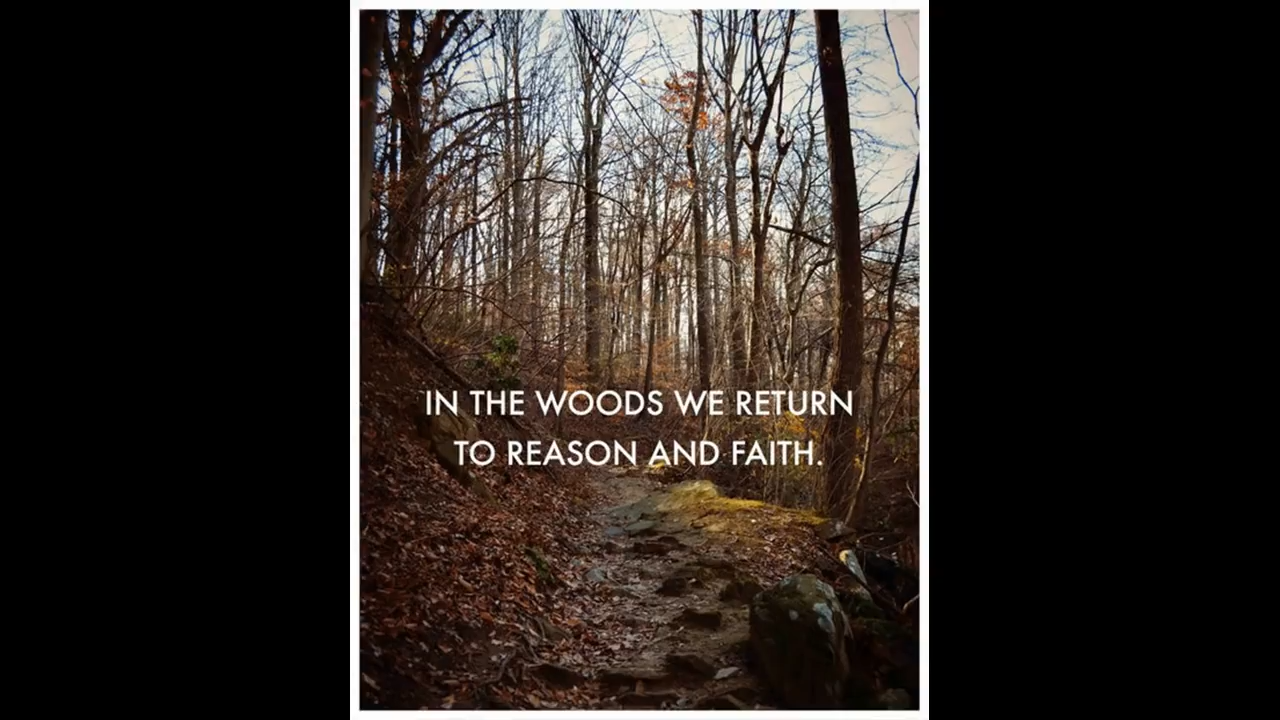 IN THE WOODS WE RETURN
TO REASON AND FAITH.